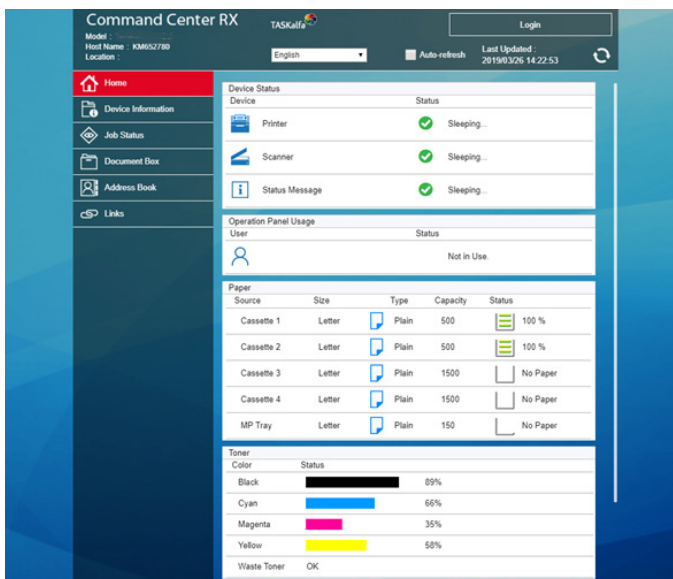 Command Center RX
TASKalfa
Login
Model :
Host Name : KM652780
Location :
English
Auto-refresh
Last Updated :
2019/03/26 14:22:53
Home
Device Information
Job Status
Document Box
Address Book
Links
Device Status
Device Status
Printer Sleeping...
Scanner Sleeping...
Status Message Sleeping...
Operation Panel Usage
User Status
Not in Use.
Paper
Source Size Type Capacity Status
Cassette 1 Letter Plain 500 100 %
Cassette 2 Letter Plain 500 100 %
Cassette 3 Letter Plain 1500 No Paper
Cassette 4 Letter Plain 1500 No Paper
MP Tray Letter Plain 150 No Paper
Toner
Color Status
Black 89%
Cyan 66%
Magenta 35%
Yellow 58%
Waste Toner OK